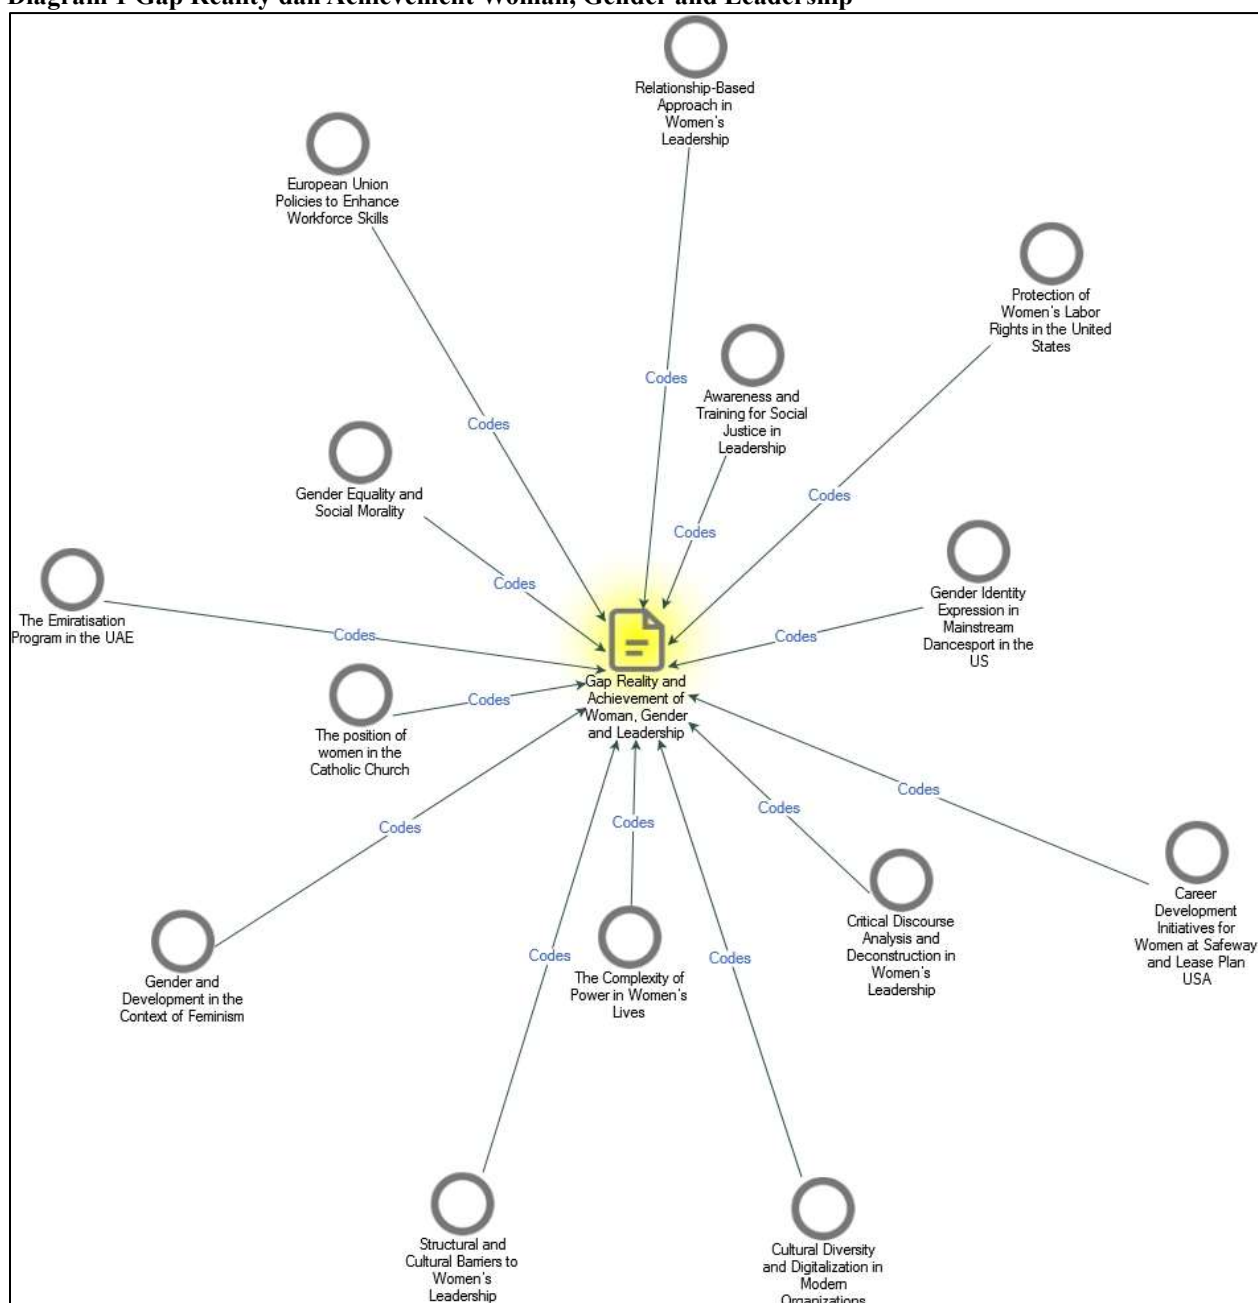 Diagram 1 Gap Reality dan Achievement Woman, Gender and Leadership
Relationship-Based
Approach in
Women's
Leadership
European Union
Policies to Enhance
Workforce Skills
Protection of
Women's Labor
Rights in the United
States
Codes
Awareness and
Training for Social
Justice in
Leadership
Codes
Gender Equality and
Social Morality
Codes
Codes
Codes
Gender Identity
Expression in
Mainstream
Dancesport in the
US
The Emiratisation
Program in the UAE
Codes
Codes
Gap Reality and
Achievement of
Woman, Gender
and Leadership
Codes
The position of
women in the
Catholic Church
Codes
Codes
Codes
Codes
Career
Development
Initiatives for
Women at Safeway
and Lease Plan
USA
Critical Discourse
Analysis and
Deconstruction in
Women's
Leadership
Codes
Codes
The Complexity of
Power in Women's
Lives
Gender and
Development in the
Context of Feminism
Structural and
Cultural Barriers to
Women's
Leadership
Cultural Diversity
and Digitalization in
Modern
Organizations